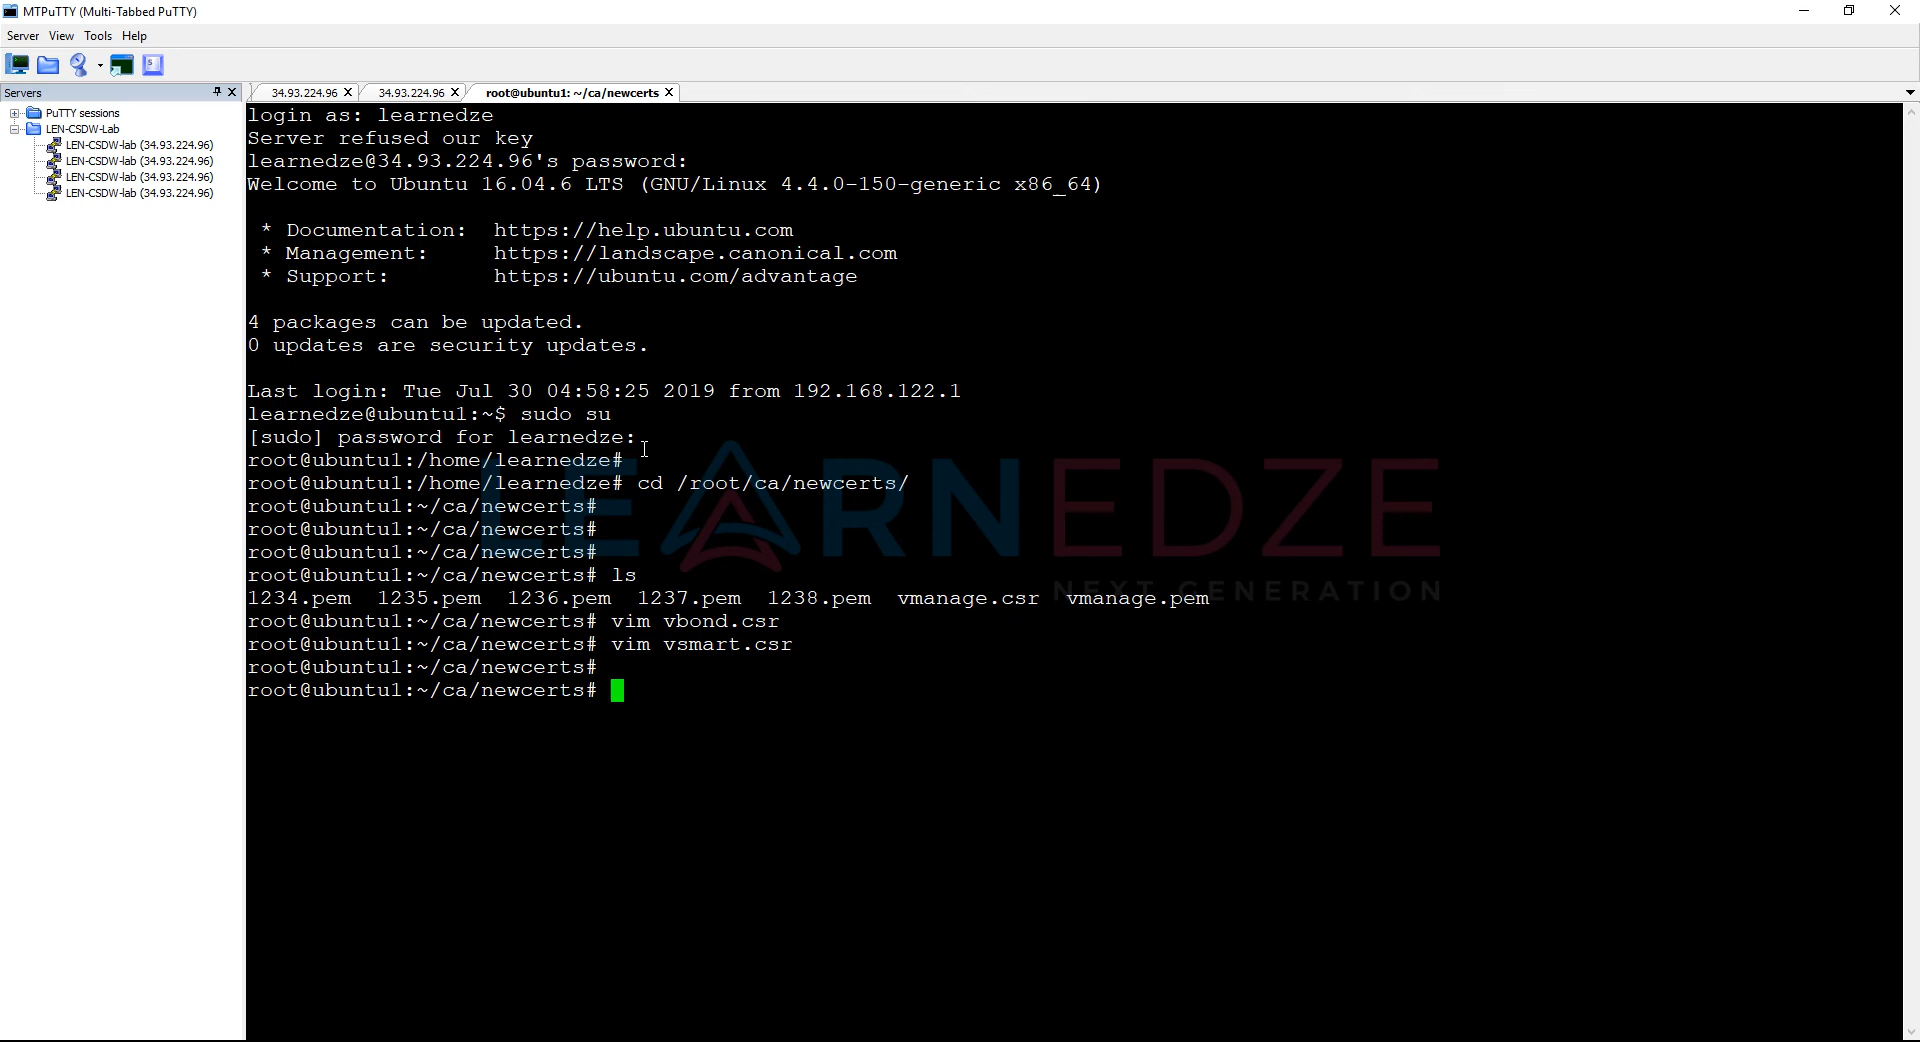 MTPuTTY (Multi-Tabbed PuTTY)
Server View Tools Help
Servers
PuTTY sessions
LEN-CSDW-Lab
LEN-CSDW-lab (34.93.224.96)
LEN-CSDW-lab (34.93.224.96)
LEN-CSDW-lab (34.93.224.96)
LEN-CSDW-lab (34.93.224.96)
34.93.224.96 34.93.224.96 root@ubuntu1: ~/ca/newcerts
login as: learnedze
Server refused our key
learnedze@34.93.224.96's password:
Welcome to Ubuntu 16.04.6 LTS (GNU/Linux 4.4.0-150-generic x86_64)
* Documentation: https://help.ubuntu.com
* Management: https://landscape.canonical.com
* Support: https://ubuntu.com/advantage
4 packages can be updated.
0 updates are security updates.
Last login: Tue Jul 30 04:58:25 2019 from 192.168.122.1
learnedze@ubuntu1:~$ sudo su
[sudo] password for learnedze:
root@ubuntu1:/home/learnedze#
root@ubuntu1:/home/learnedze# cd /root/ca/newcerts/
root@ubuntu1:~/ca/newcerts#
root@ubuntu1:~/ca/newcerts#
root@ubuntu1:~/ca/newcerts#
root@ubuntu1:~/ca/newcerts# ls
1234.pem 1235.pem 1236.pem 1237.pem 1238.pem vmanage.csr vmanage.pem
root@ubuntu1:~/ca/newcerts# vim vbond.csr
root@ubuntu1:~/ca/newcerts# vim vsmart.csr
root@ubuntu1:~/ca/newcerts#
root@ubuntu1:~/ca/newcerts#
LEARNEDZE
NEXT GENERATION